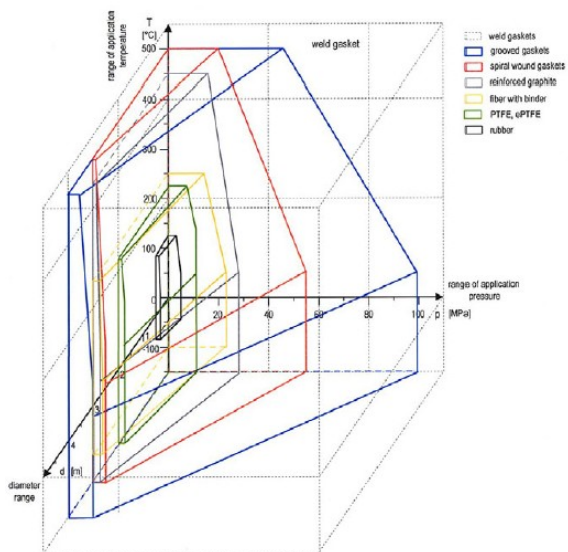 range of application
temperature
T
[°C]
500
400
300
200
100
0
-100
weld gasket
weld gaskets
grooved gaskets
spiral wound gaskets
reinforced graphite
fiber with binder
PTFE, ePTFE
rubber
range of application
pressure
20
40
60
80
100
p [MPa]
1
3
4
d [m]
diameter
range